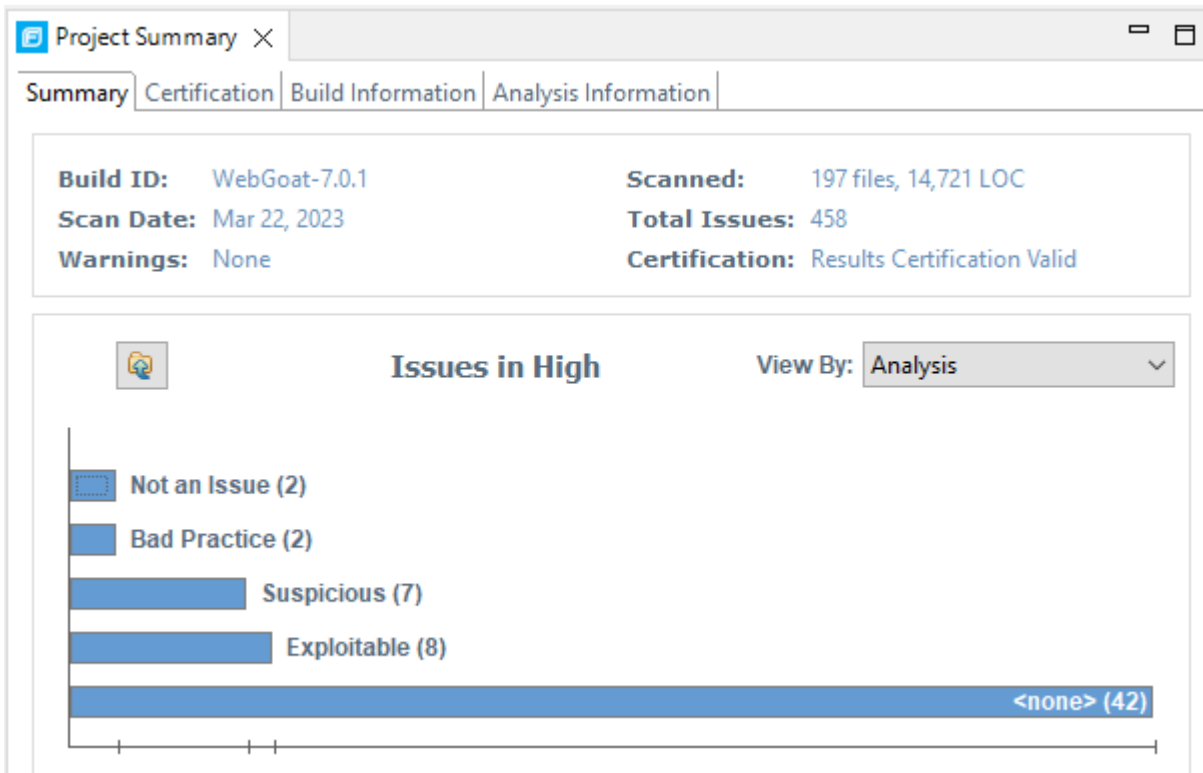 Project Summary
Summary Certification Build Information Analysis Information
Build ID: WebGoat-7.0.1 Scanned: 197 files, 14,721 LOC
Scan Date: Mar 22, 2023 Total Issues: 458
Warnings: None Certification: Results Certification Valid
Issues in High View By: Analysis
Not an Issue (2)
Bad Practice (2)
Suspicious (7)
Exploitable (8)
<none> (42)